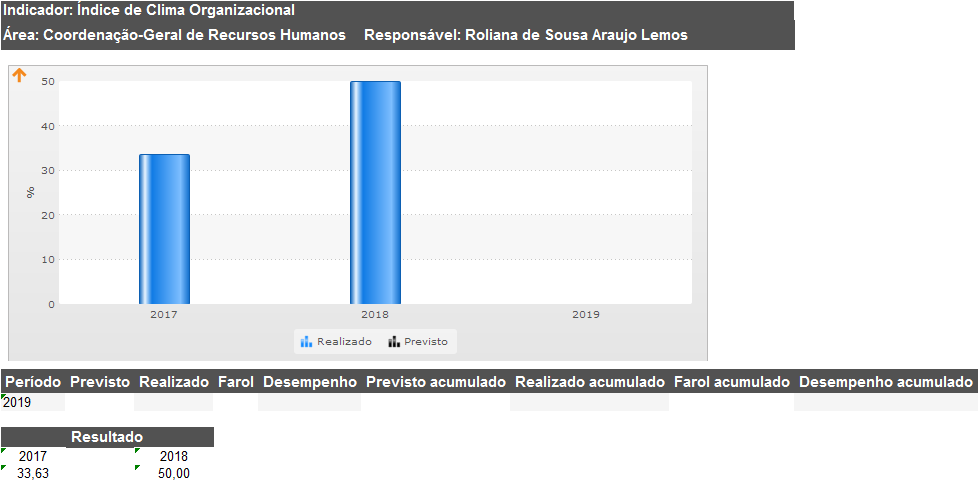 Indicador: Índice de Clima Organizacional
Área: Coordenação-Geral de Recursos Humanos Responsável: Roliana de Sousa Araujo Lemos
50
40
30
%
20
10
0
2017 2018 2019
Realizado Previsto
Período Previsto Realizado Farol Desempenho Previsto acumulado Realizado acumulado Farol acumulado Desempenho acumulado
2019
Resultado
2017 2018
33,63 50,00